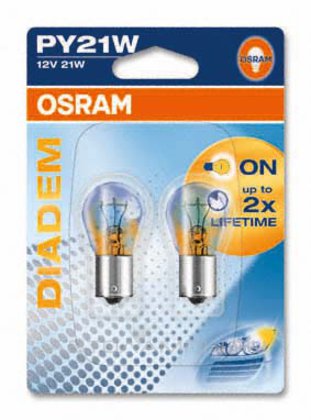 PY21W
12V 21W
OSRAM
OSRAM
DIADEM
ON
up to
2x
LIFETIME